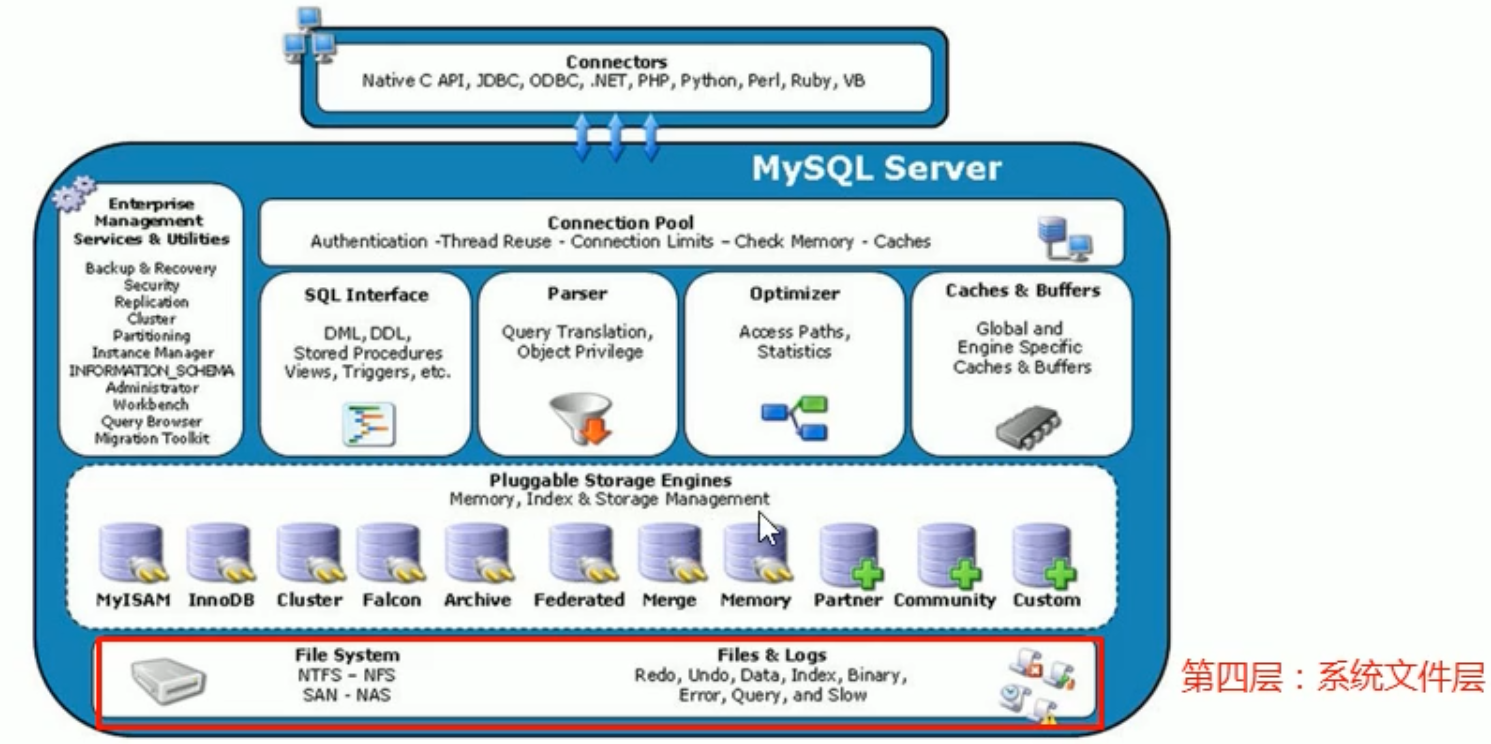 Connectors
Native C API, JDBC, ODBC, .NET, PHP, Python, Perl, Ruby, VB
MySQL Server
Enterprise
Management
Services & Utilities
Backup & Recovery
Security
Replication
Cluster
Partitioning
Instance Manager
INFORMATION_SCHEMA
Administrator
Workbench
Query Browser
Migration Toolkit
Connection Pool
Authentication -Thread Reuse - Connection Limits – Check Memory - Caches
SQL Interface
DML, DDL,
Stored Procedures
Views, Triggers, etc.
Parser
Query Translation,
Object Privilege
Optimizer
Access Paths,
Statistics
Caches & Buffers
Global and
Engine Specific
Caches & Buffers
Pluggable Storage Engines
Memory, Index & Storage Management
MyISAM InnoDB Cluster Falcon Archive Federated Merge Memory Partner Community Custom
File System
NTFS – NFS
SAN - NAS
Files & Logs
Redo, Undo, Data, Index, Binary,
Error, Query, and Slow
第四层：系统文件层